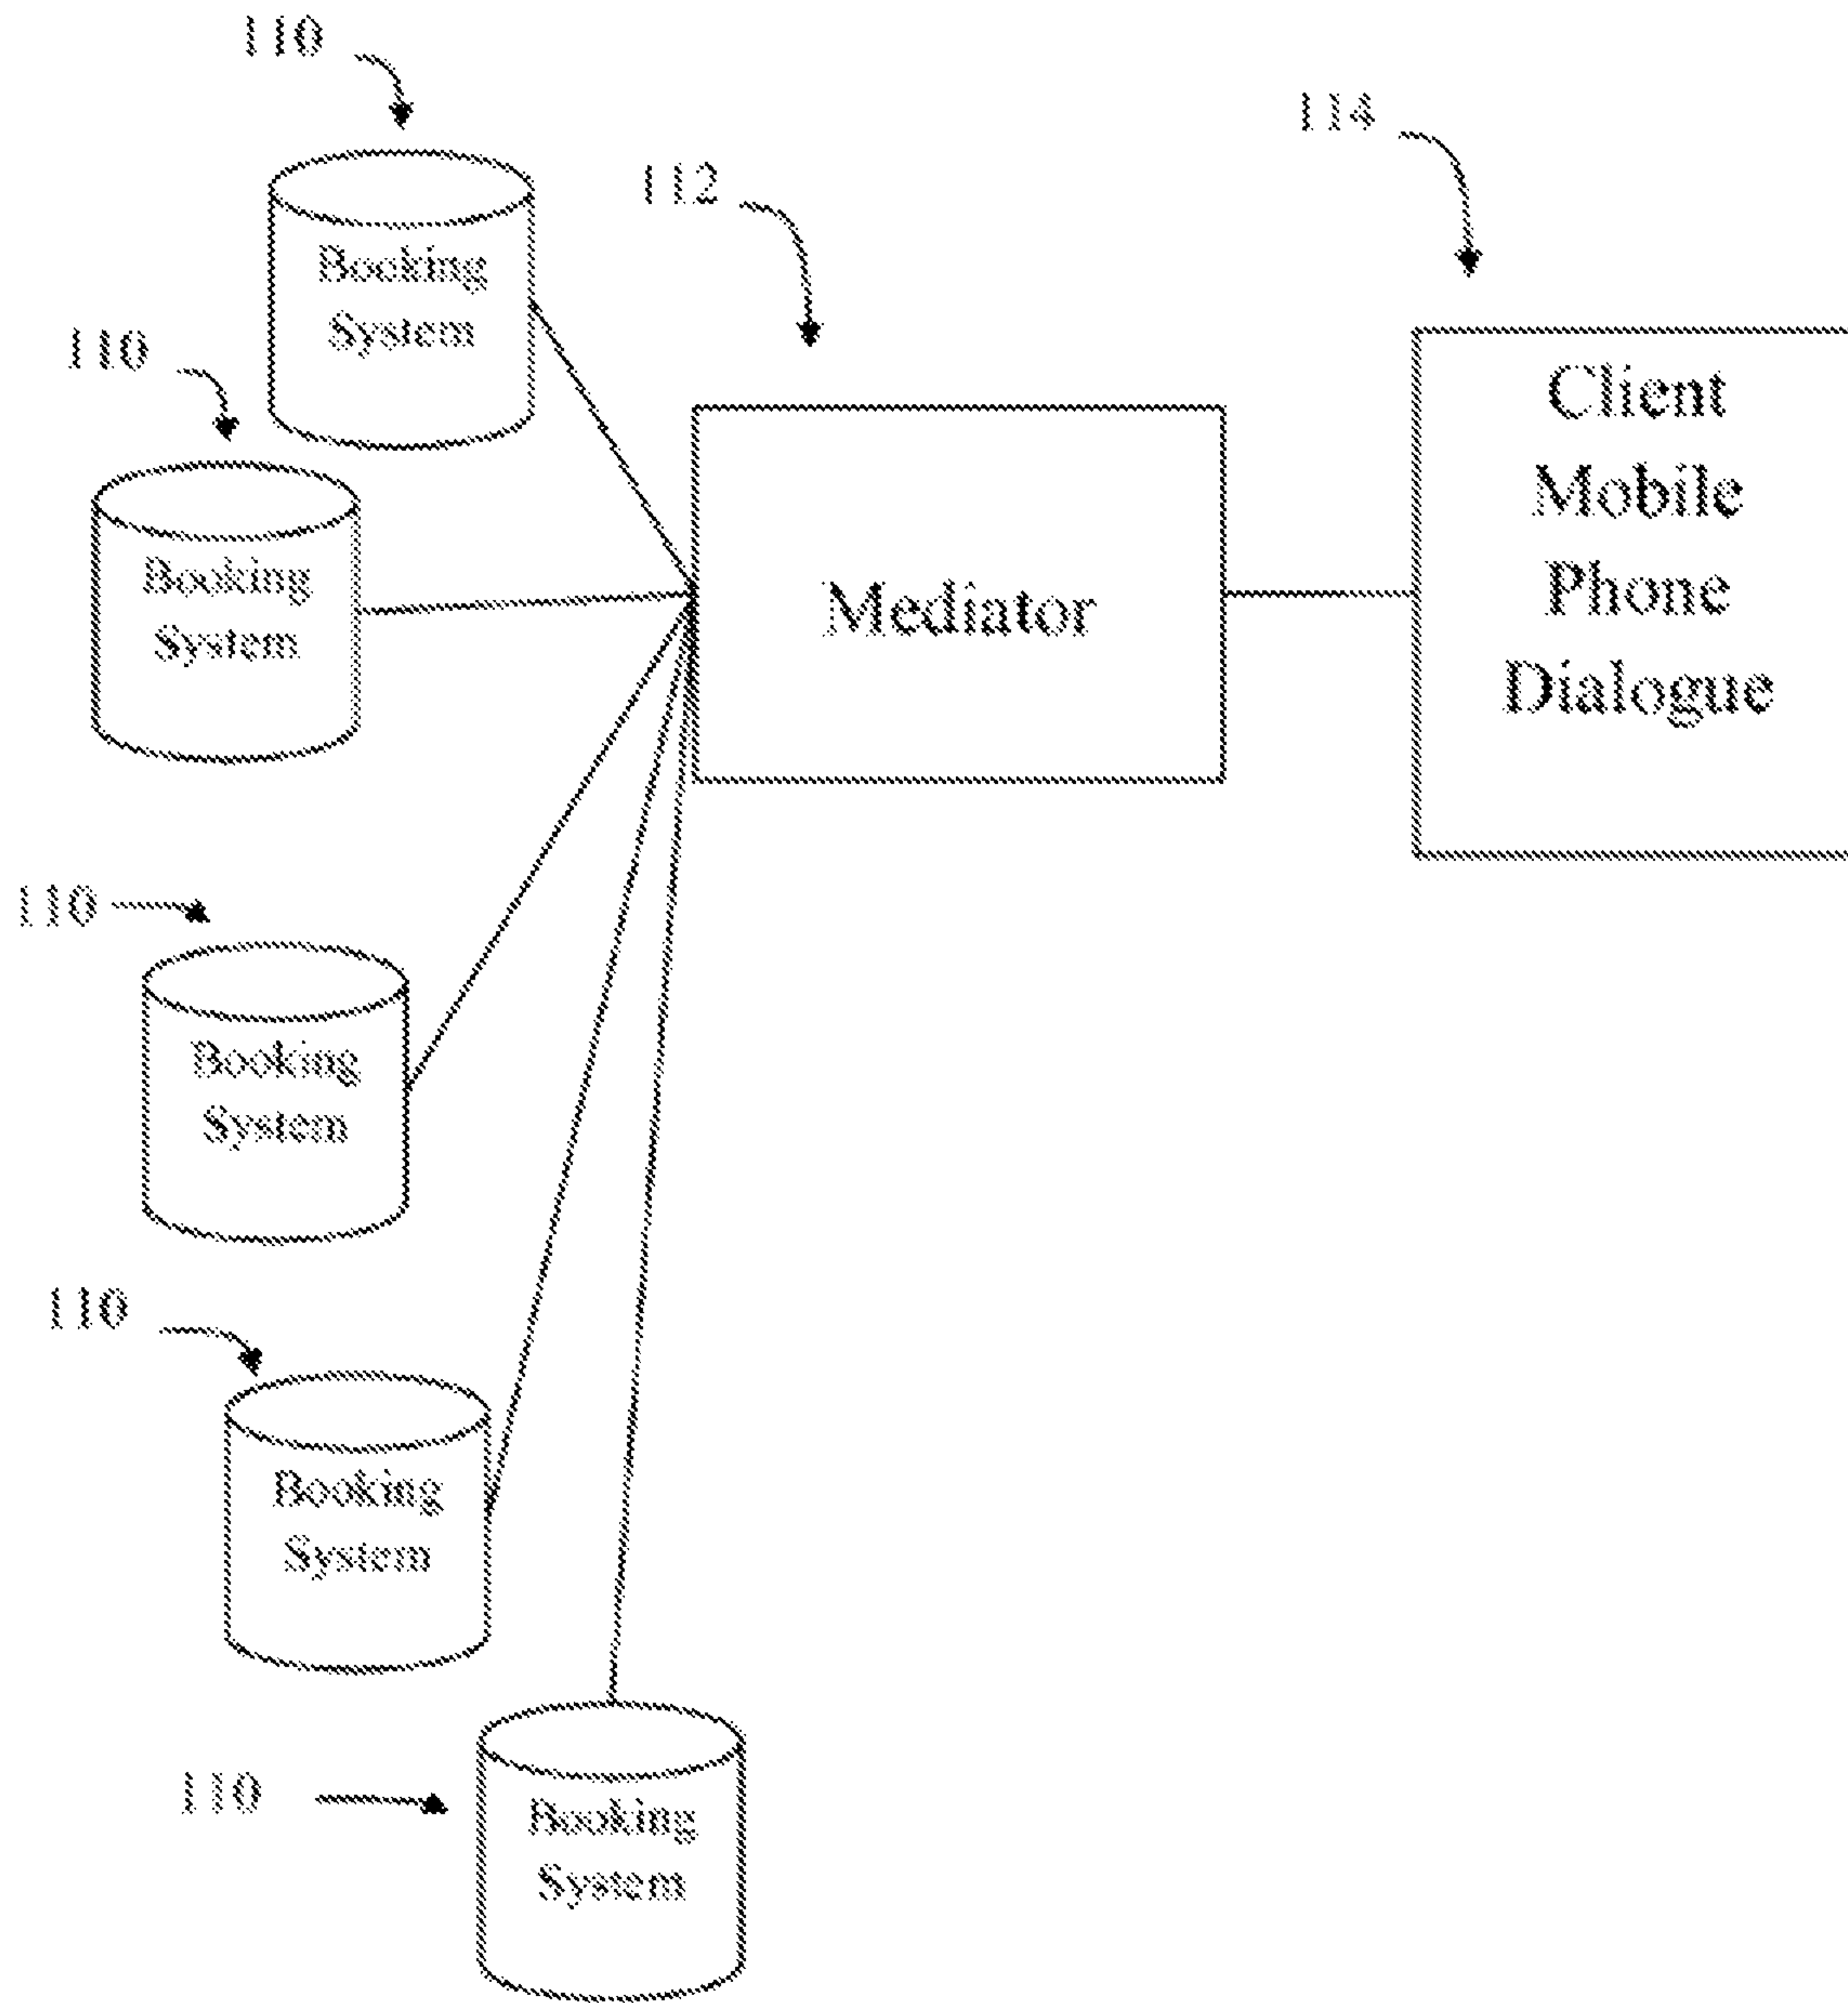 110
114
112
Booking
System
110
Client
Mobile
Phone
Dialogue
Booking
System
Mediator
110
Booking
System
110
Booking
System
110
Booking
System